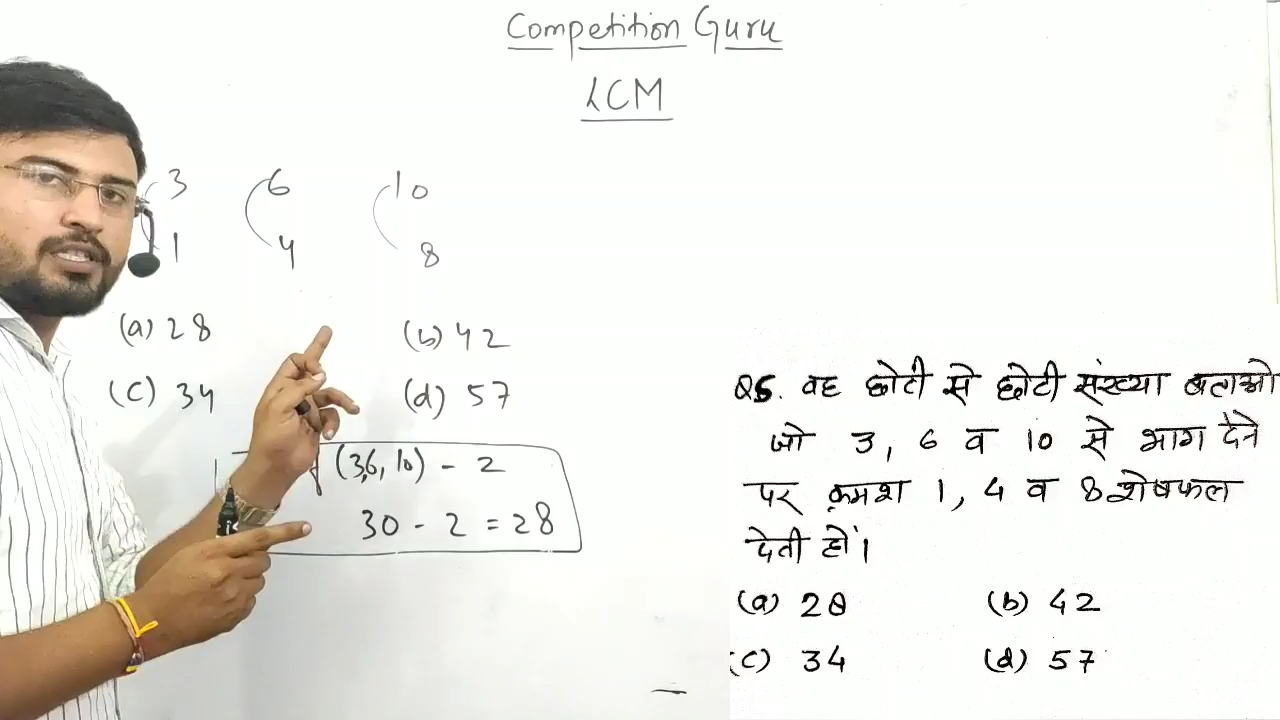 Competition Guru
LCM
3 6 10
1 4 8
(a) 28 (b) 42
(c) 34 (d) 57
(3,6, 10) - 2
30 - 2 = 28
Q5. वह छोटी से छोटी संख्या बताओ
जो 3, 6 व 10 से भाग देने
पर क्रमश 1, 4 व 8 शेषफल
देती हो।
(a) 28 (b) 42
(c) 34 (d) 57